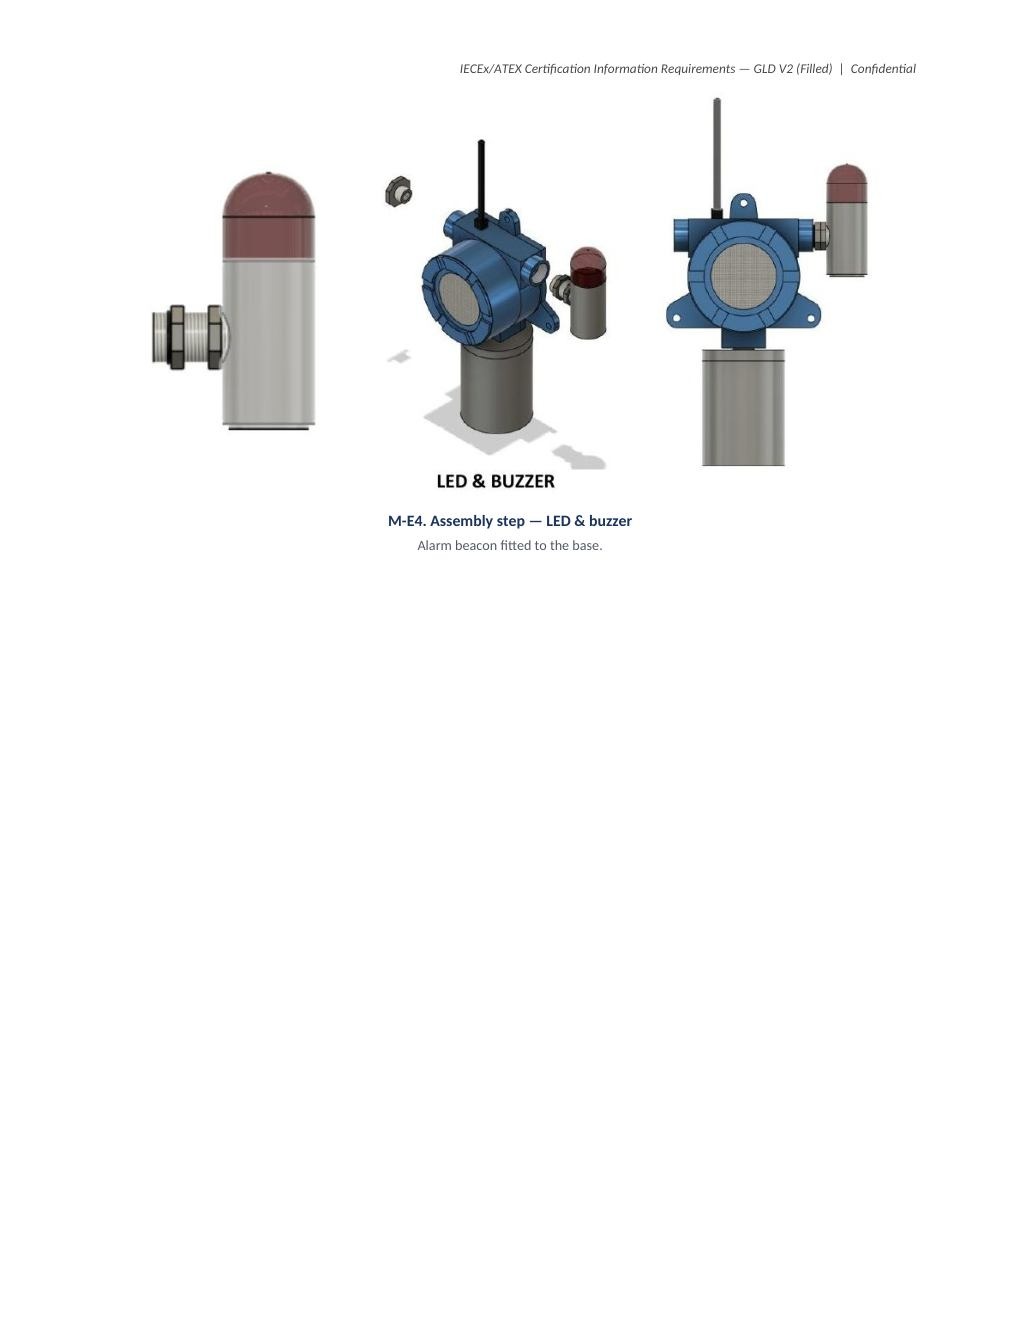 IECEx/ATEX Certification Information Requirements — GLD V2 (Filled) | Confidential
LED & BUZZER
M-E4. Assembly step — LED & buzzer
Alarm beacon fitted to the base.